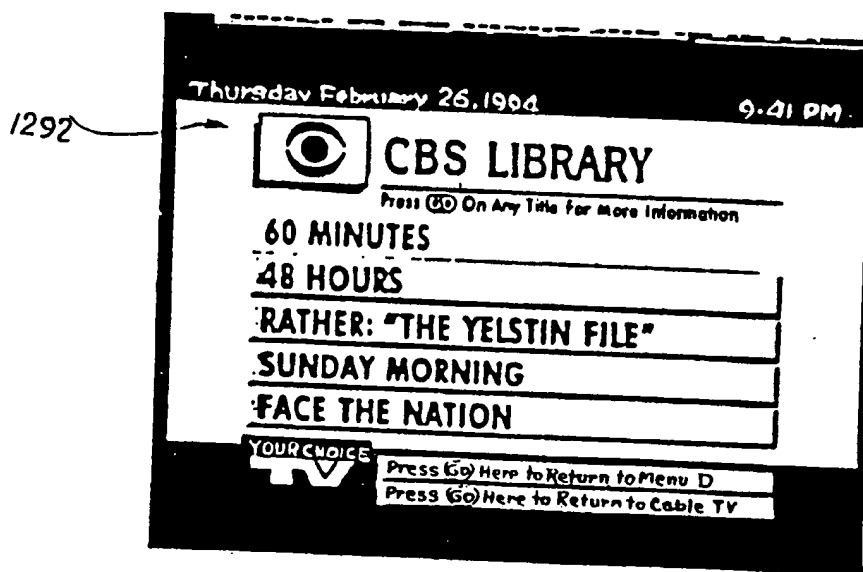 Thursday February 26, 1994
9:41 PM
1292
CBS LIBRARY
Press GO On Any Title for More Information
60 MINUTES
48 HOURS
RATHER: "THE YELSTIN FILE"
SUNDAY MORNING
FACE THE NATION
YOUR CHOICE
TV
Press GO Here to Return to Menu D
Press GO Here to Return to Cable TV